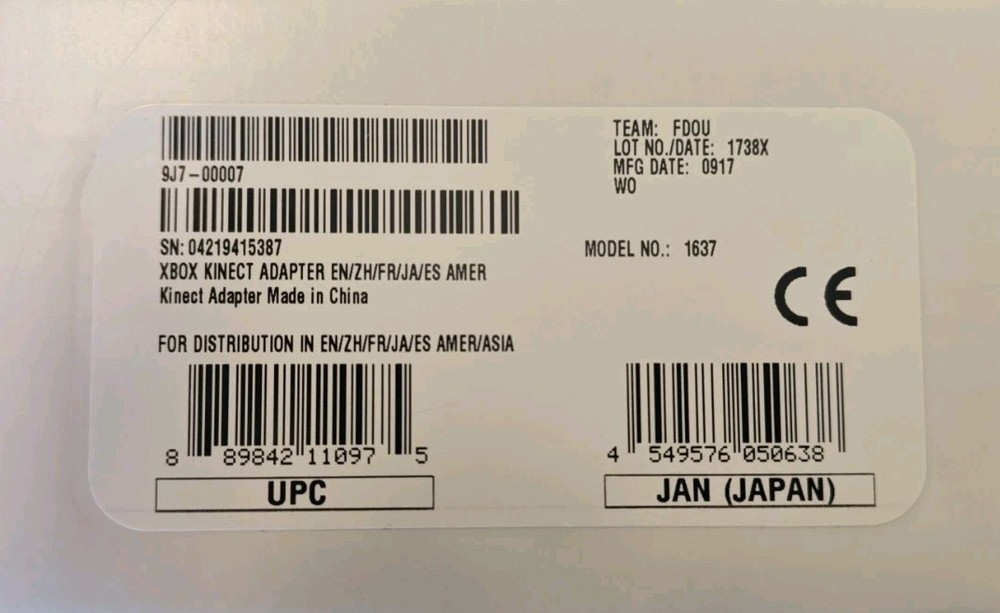 9J7-00007
SN: 04219415387
XBOX KINECT ADAPTER EN/ZH/FR/JA/ES AMER
Kinect Adapter Made in China
FOR DISTRIBUTION IN EN/ZH/FR/JA/ES AMER/ASIA
8 89842 11097 5
UPC
TEAM: FDOU
LOT NO./DATE: 1738X
MFG DATE: 0917
WO
MODEL NO.: 1637
CE
4 549576 050638
JAN (JAPAN)